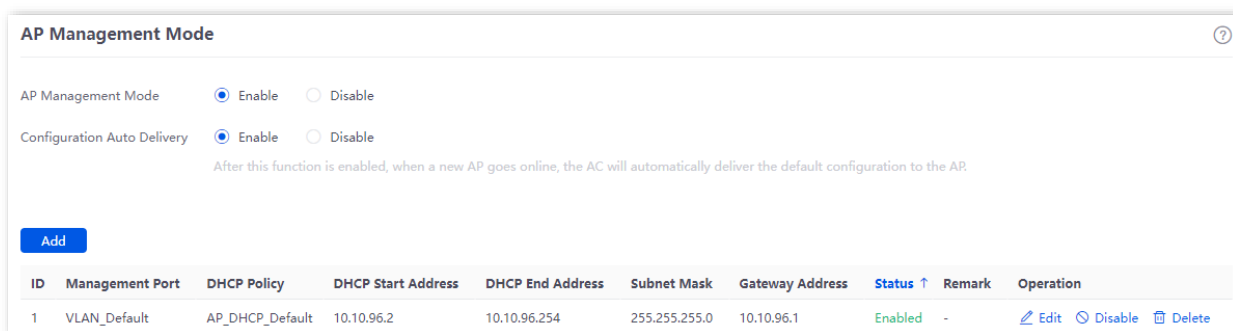 AP Management Mode
AP Management Mode Enable Disable
Configuration Auto Delivery Enable Disable
After this function is enabled, when a new AP goes online, the AC will automatically deliver the default configuration to the AP.
Add
ID Management Port DHCP Policy DHCP Start Address DHCP End Address Subnet Mask Gateway Address Status ↑ Remark Operation
1 VLAN_Default AP_DHCP_Default 10.10.96.2 10.10.96.254 255.255.255.0 10.10.96.1 Enabled - Edit Disable Delete